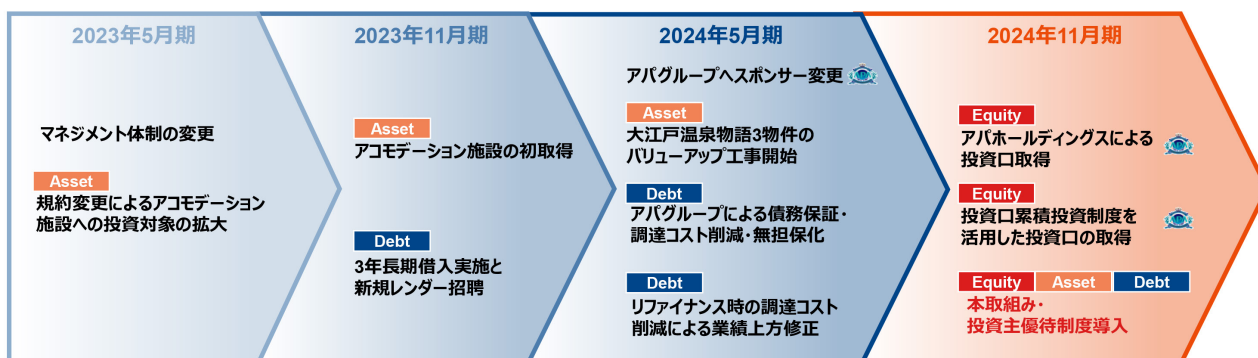 2023年5月期
マネジメント体制の変更
Asset
規約変更によるアコモデーション
施設への投資対象の拡大
2023年11月期
Asset
アコモデーション施設の初取得
Debt
3年長期借入実施と
新規レンダー招聘
2024年5月期
アパグループへスポンサー変更
Asset
大江戸温泉物語3物件の
バリューアップ工事開始
Debt
アパグループによる債務保証・
調達コスト削減・無担保化
Debt
リファイナンス時の調達コスト
削減による業績上方修正
2024年11月期
Equity
アパホールディングスによる
投資口取得
Equity
投資口累積投資制度を
活用した投資口の取得
Equity Asset Debt
本取組み・
投資主優待制度導入